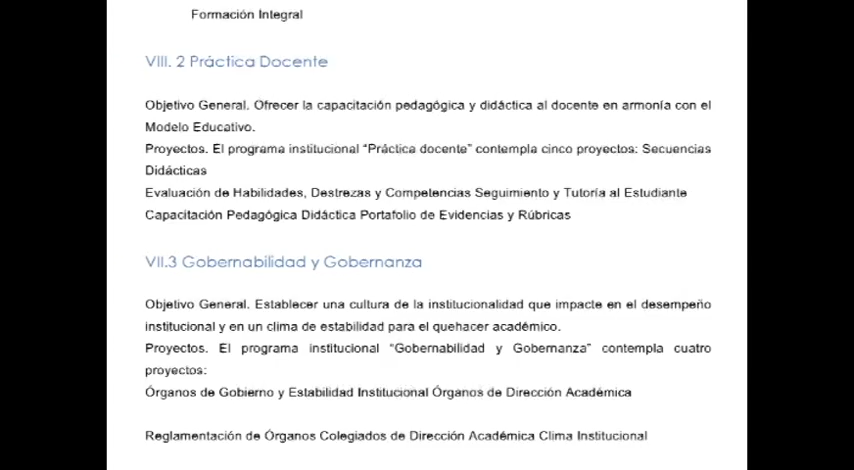 Formación Integral
VIII. 2 Práctica Docente
Objetivo General. Ofrecer la capacitación pedagógica y didáctica al docente en armonía con el
Modelo Educativo.
Proyectos. El programa institucional “Práctica docente” contempla cinco proyectos: Secuencias
Didácticas
Evaluación de Habilidades, Destrezas y Competencias Seguimiento y Tutoría al Estudiante
Capacitación Pedagógica Didáctica Portafolio de Evidencias y Rúbricas
VII.3 Gobernabilidad y Gobernanza
Objetivo General. Establecer una cultura de la institucionalidad que impacte en el desempeño
institucional y en un clima de estabilidad para el quehacer académico.
Proyectos. El programa institucional “Gobernabilidad y Gobernanza” contempla cuatro
proyectos:
Órganos de Gobierno y Estabilidad Institucional Órganos de Dirección Académica
Reglamentación de Órganos Colegiados de Dirección Académica Clima Institucional